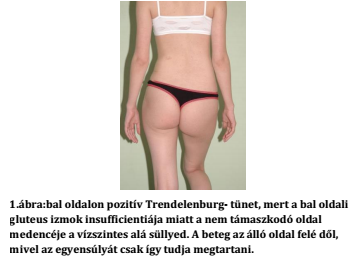 1.ábra:bal oldalon pozitív Trendelenburg- tünet, mert a bal oldali
gluteus izmok insufficientiája miatt a nem támaszkodó oldal
medencéje a vízszintes alá süllyed. A beteg az álló oldal felé dől,
mivel az egyensúlyát csak így tudja megtartani.